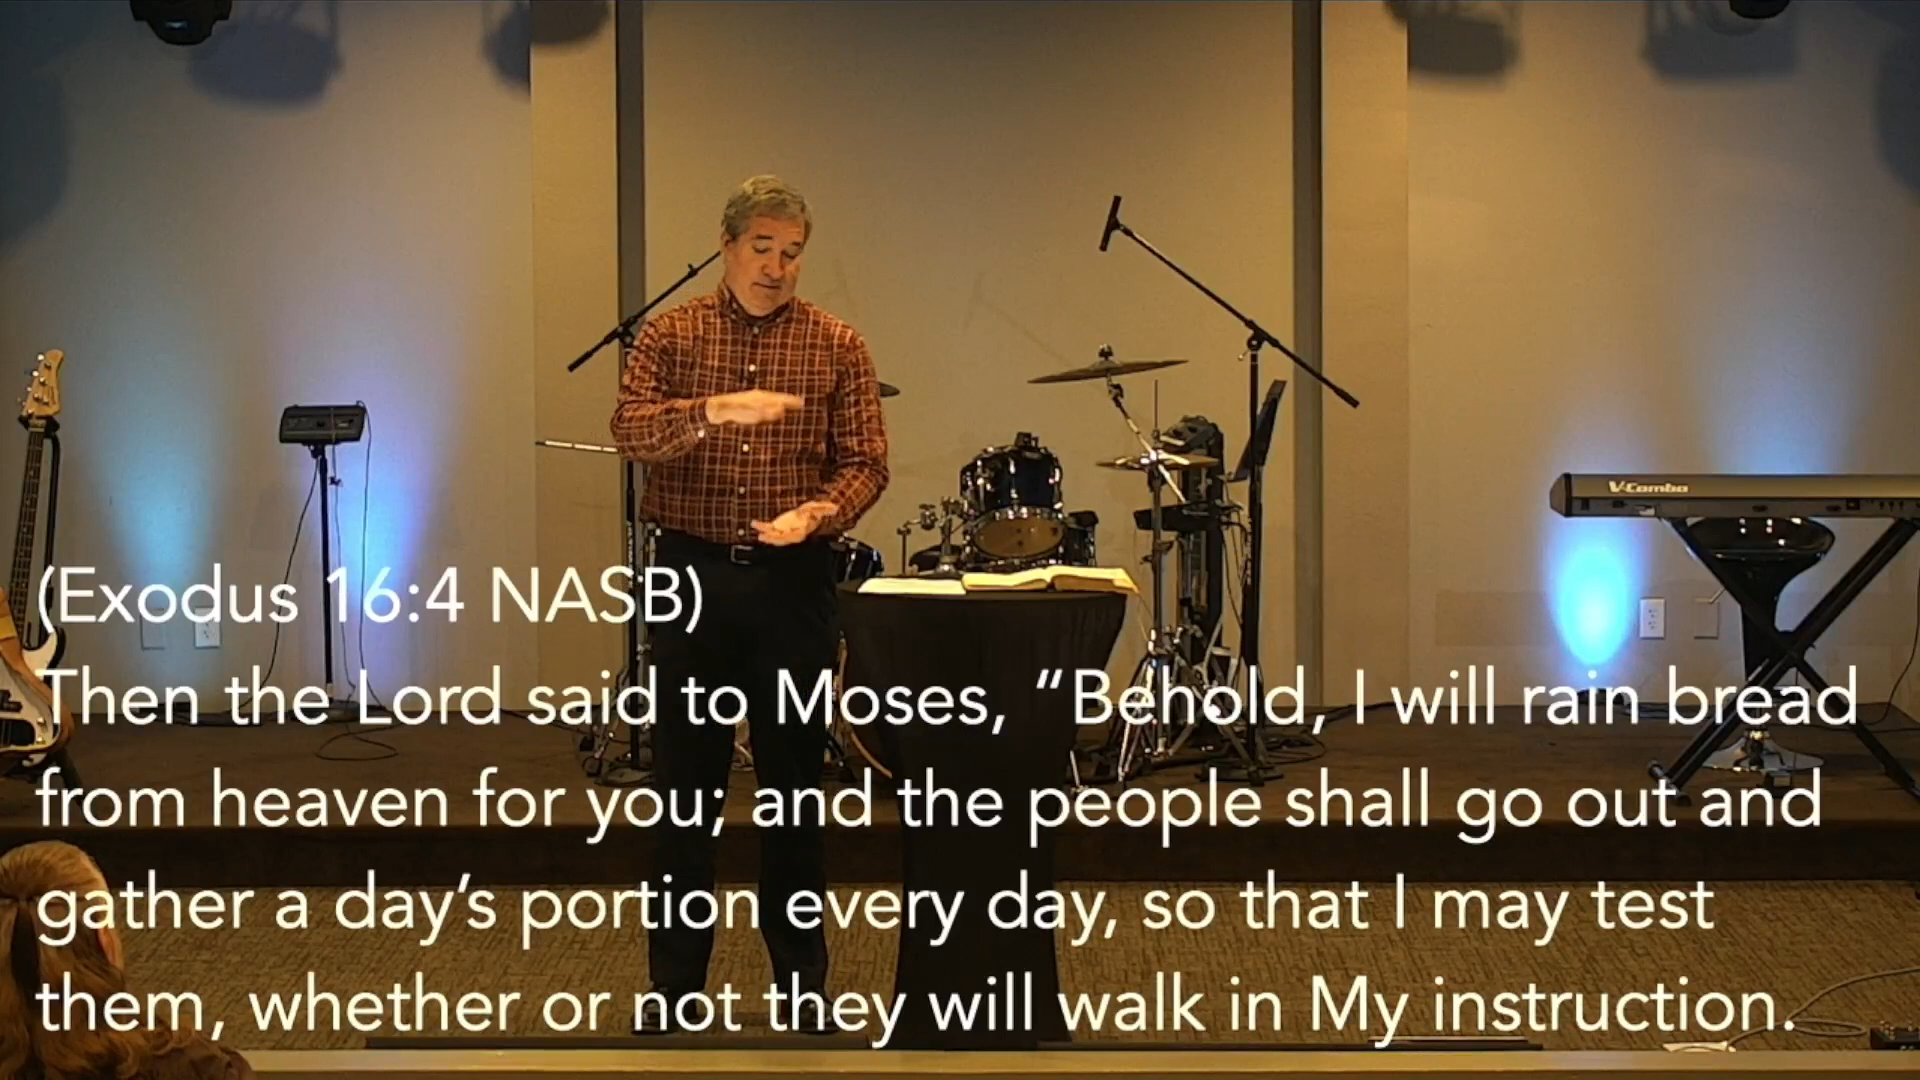 V-Combo
(Exodus 16:4 NASB)
Then the Lord said to Moses, “Behold, I will rain bread
from heaven for you; and the people shall go out and
gather a day’s portion every day, so that I may test
them, whether or not they will walk in My instruction.